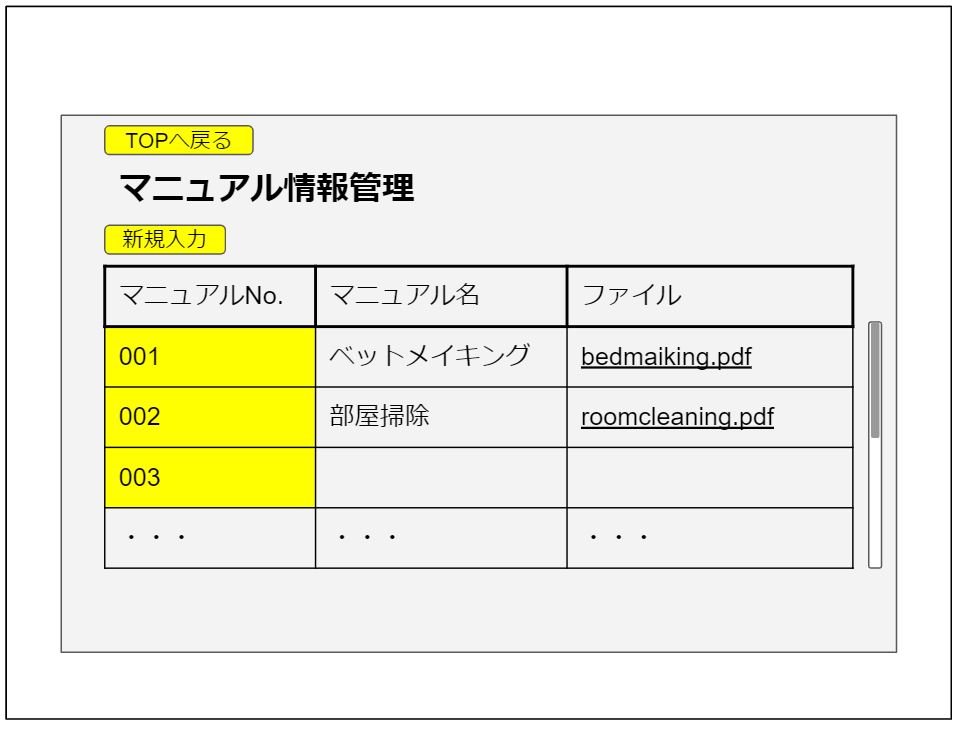 TOPへ戻る
マニュアル情報管理
新規入力
マニュアルNo. マニュアル名 ファイル
001 ベットメイキング bedmaiking.pdf
002 部屋掃除 roomcleaning.pdf
003
・・・ ・・・ ・・・